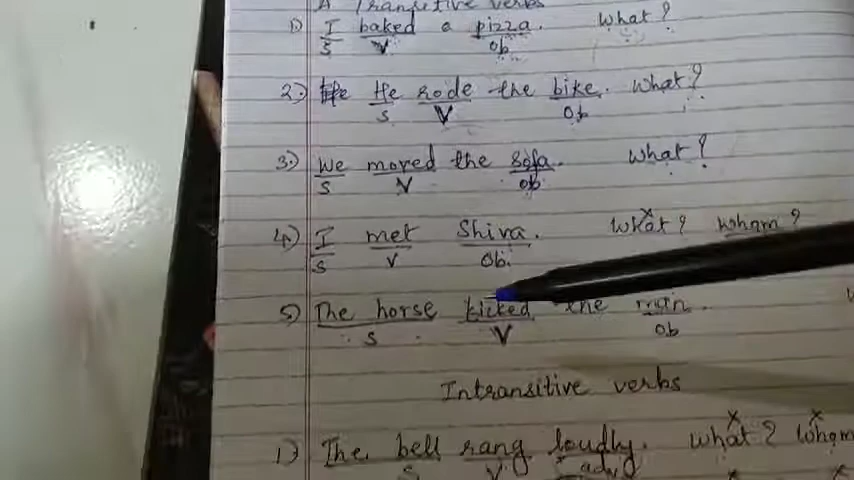 A Transitive verbs
1) I baked a pizza. What?
S V Ob
2) He rode the bike. What?
S V Ob
3) We moved the sofa. What?
S V Ob
4) I met Shiva. What? Whom?
S V Ob.
5) The horse kicked the man.
S V Ob
Intransitive verbs
1) The bell rang loudly. What? Whom
S V adv